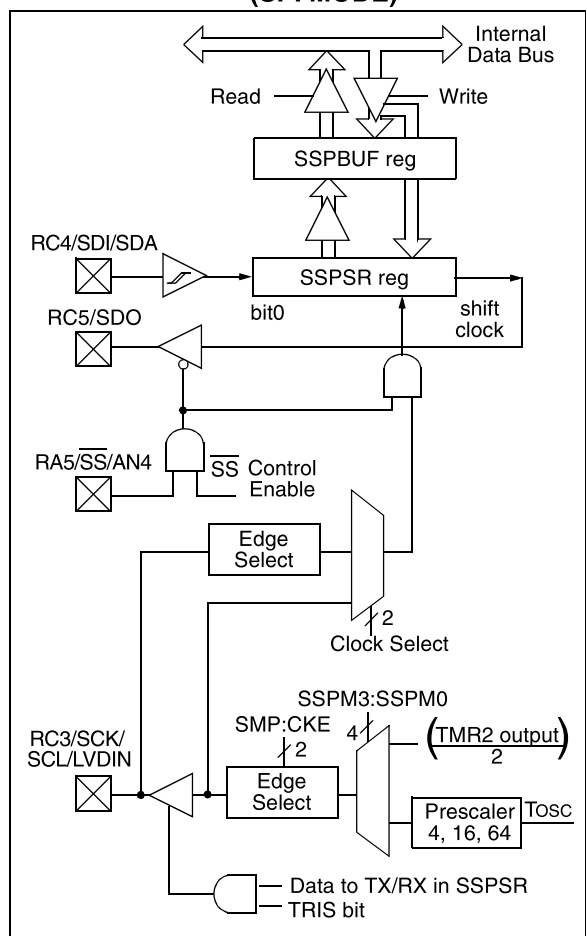 (SPI MODE)
Internal
Data Bus
Read
Write
SSPBUF reg
RC4/SDI/SDA
SSPSR reg
bit0
shift
clock
RC5/SDO
RA5/SS/AN4
SS Control
Enable
Edge
Select
2
Clock Select
SSPM3:SSPM0
SMP:CKE
4
(TMR2 output)
2
2
RC3/SCK/
SCL/LVDIN
Edge
Select
Prescaler
4, 16, 64
TOSC
Data to TX/RX in SSPSR
TRIS bit